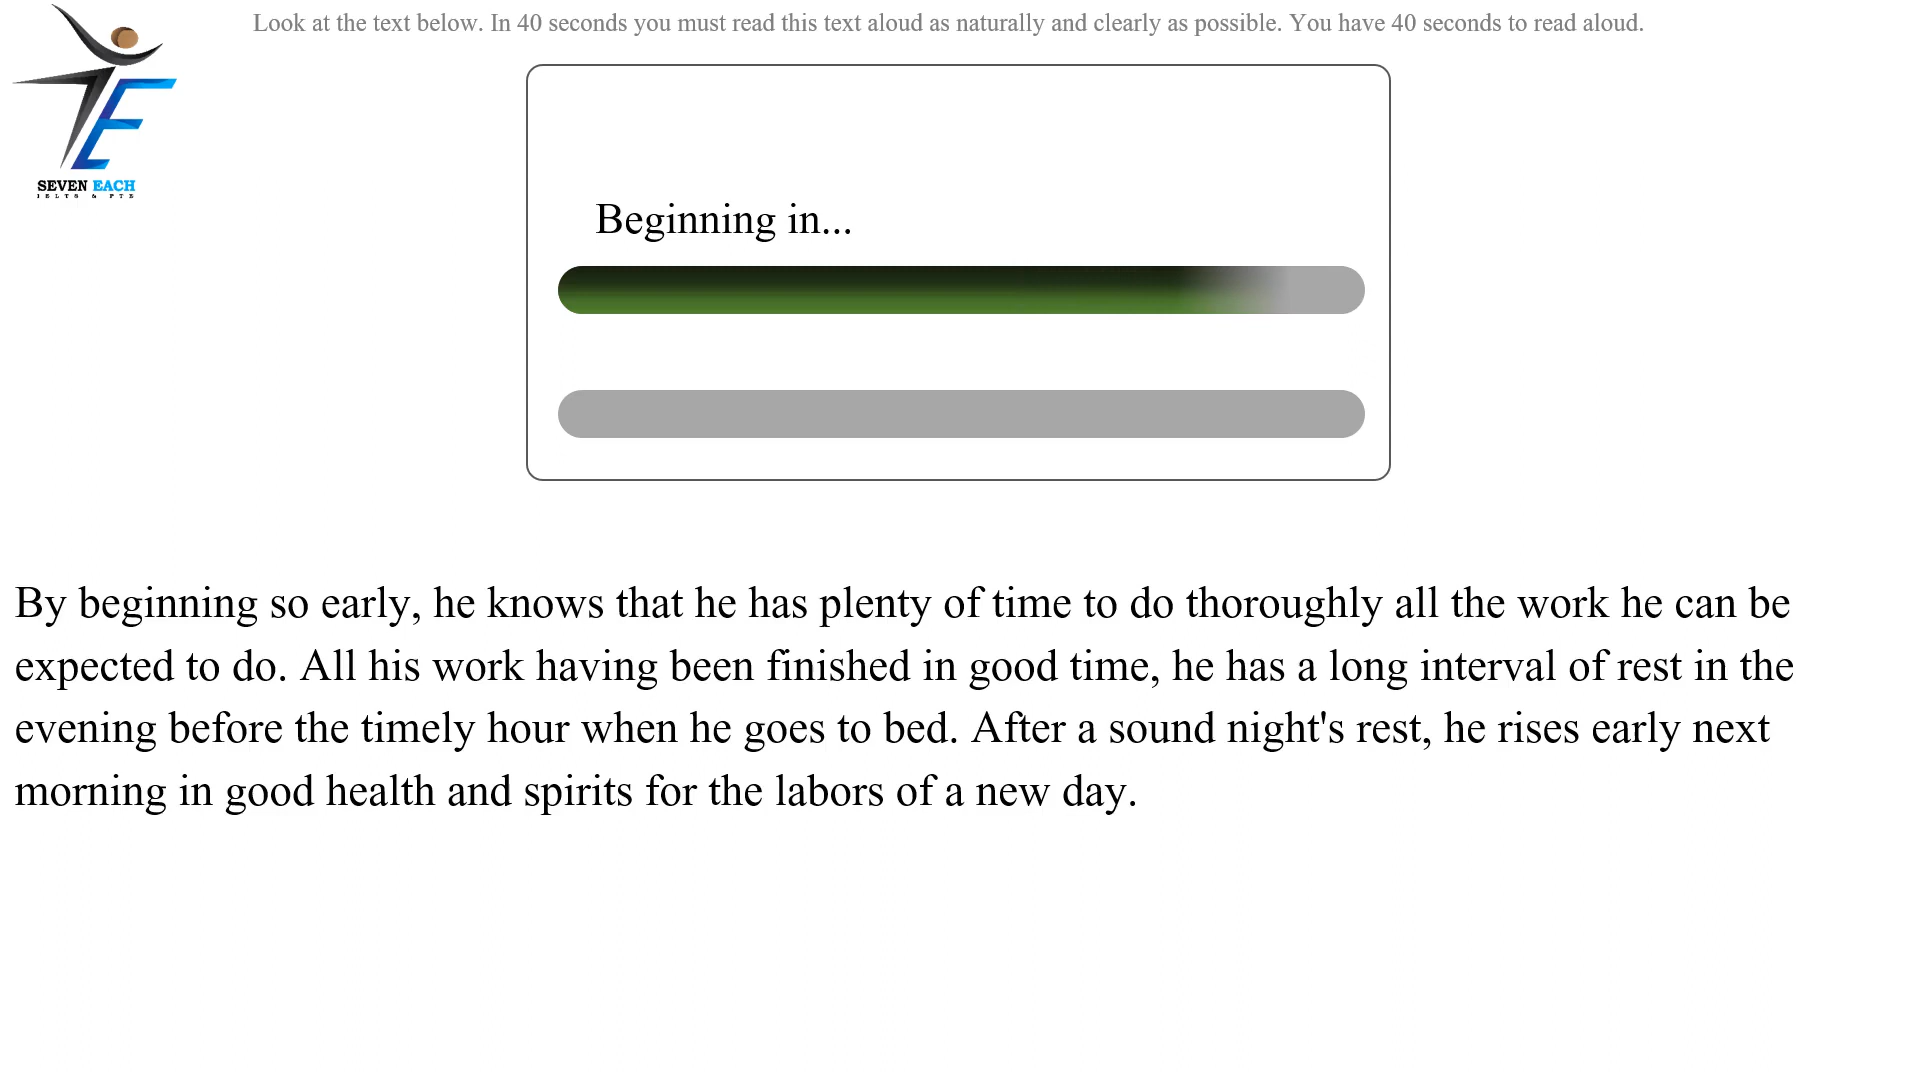 Look at the text below. In 40 seconds you must read this text aloud as naturally and clearly as possible. You have 40 seconds to read aloud.
SEVEN EACH
IELTS & PTE
Beginning in...
By beginning so early, he knows that he has plenty of time to do thoroughly all the work he can be
expected to do. All his work having been finished in good time, he has a long interval of rest in the
evening before the timely hour when he goes to bed. After a sound night's rest, he rises early next
morning in good health and spirits for the labors of a new day.